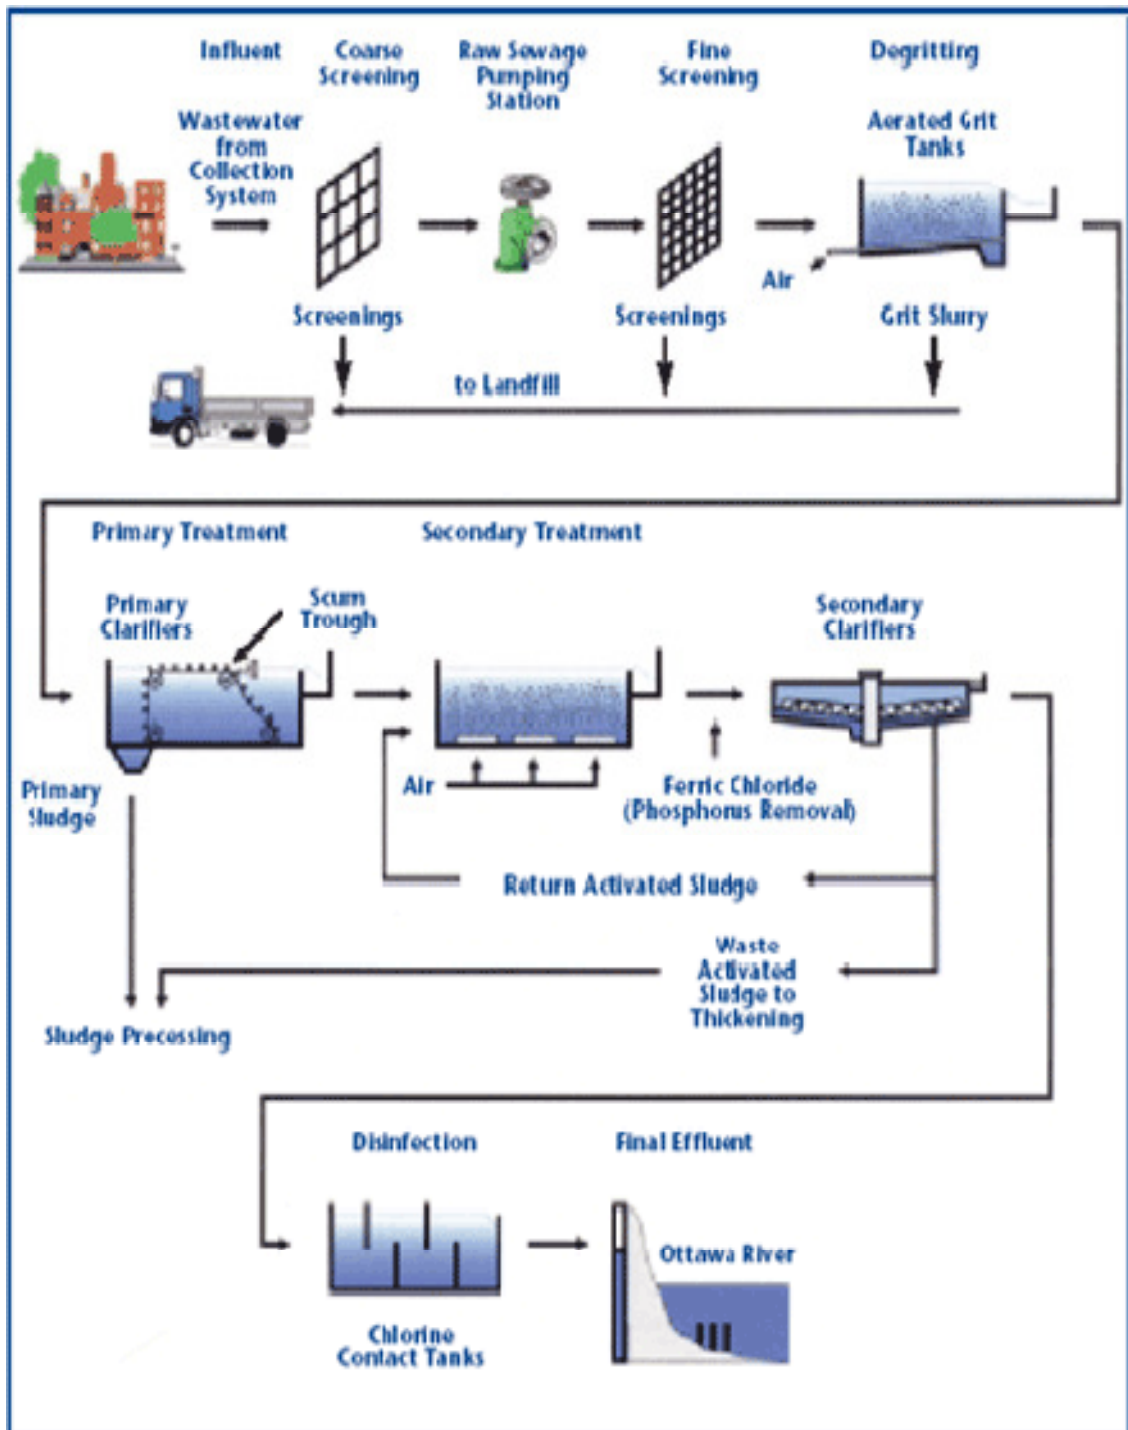 Influent
Coarse
Screening
Raw Sewage
Pumping
Station
Fine
Screening
Degritting
Wastewater
from
Collection
System
Aerated Grit
Tanks
Air
Screenings
Screenings
Grit Slurry
to Landfill
Primary Treatment
Secondary Treatment
Primary
Clarifiers
Scum
Trough
Secondary
Clarifiers
Primary
Sludge
Air
Ferric Chloride
(Phosphorus Removal)
Return Activated Sludge
Waste
Activated
Sludge to
Thickening
Sludge Precessing
Disinfection
Final Effluent
Ottawa River
Chlorine
Contact Tanks